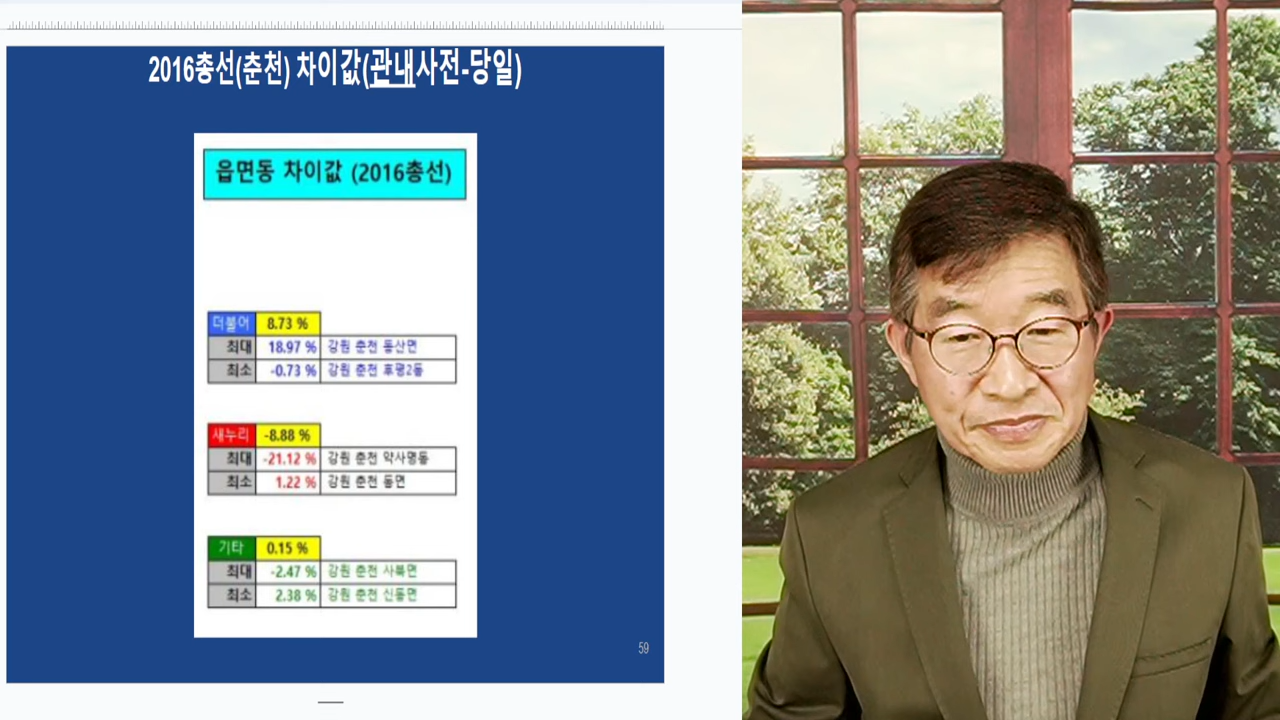 2016총선(춘천) 차이값(관내사전-당일)
읍면동 차이값 (2016총선)
더불어 8.73 %
최대 18.97 % 강원 춘천 동산면
최소 -0.73 % 강원 춘천 후평2동
새누리 -8.88 %
최대 -21.12 % 강원 춘천 약사명동
최소 1.22 % 강원 춘천 동면
기타 0.15 %
최대 -2.47 % 강원 춘천 사북면
최소 2.38 % 강원 춘천 신동면
59